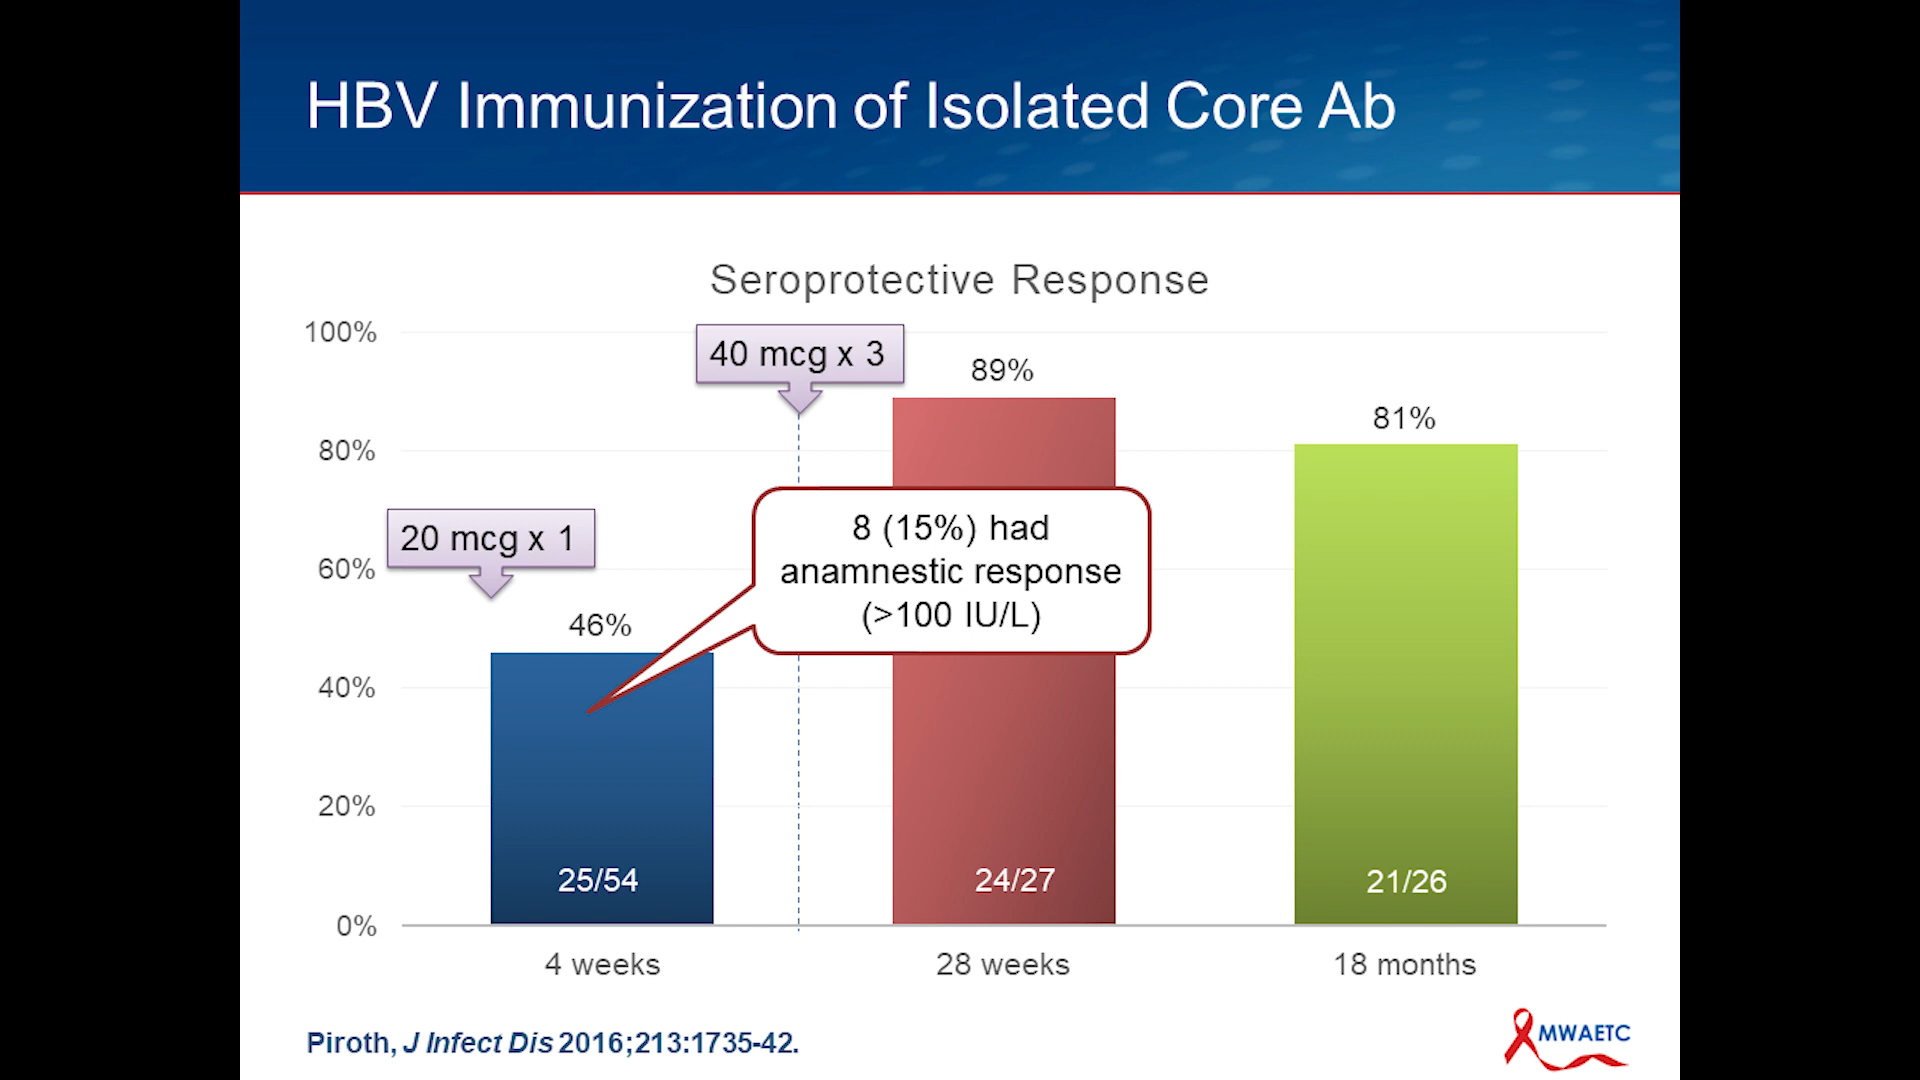 HBV Immunization of Isolated Core Ab
Seroprotective Response
100%
80%
60%
40%
20%
0%
40 mcg x 3
20 mcg x 1
46%
89%
81%
8 (15%) had
anamnestic response
(>100 IU/L)
25/54
24/27
21/26
4 weeks
28 weeks
18 months
Piroth, J Infect Dis 2016;213:1735-42.
MWAETC